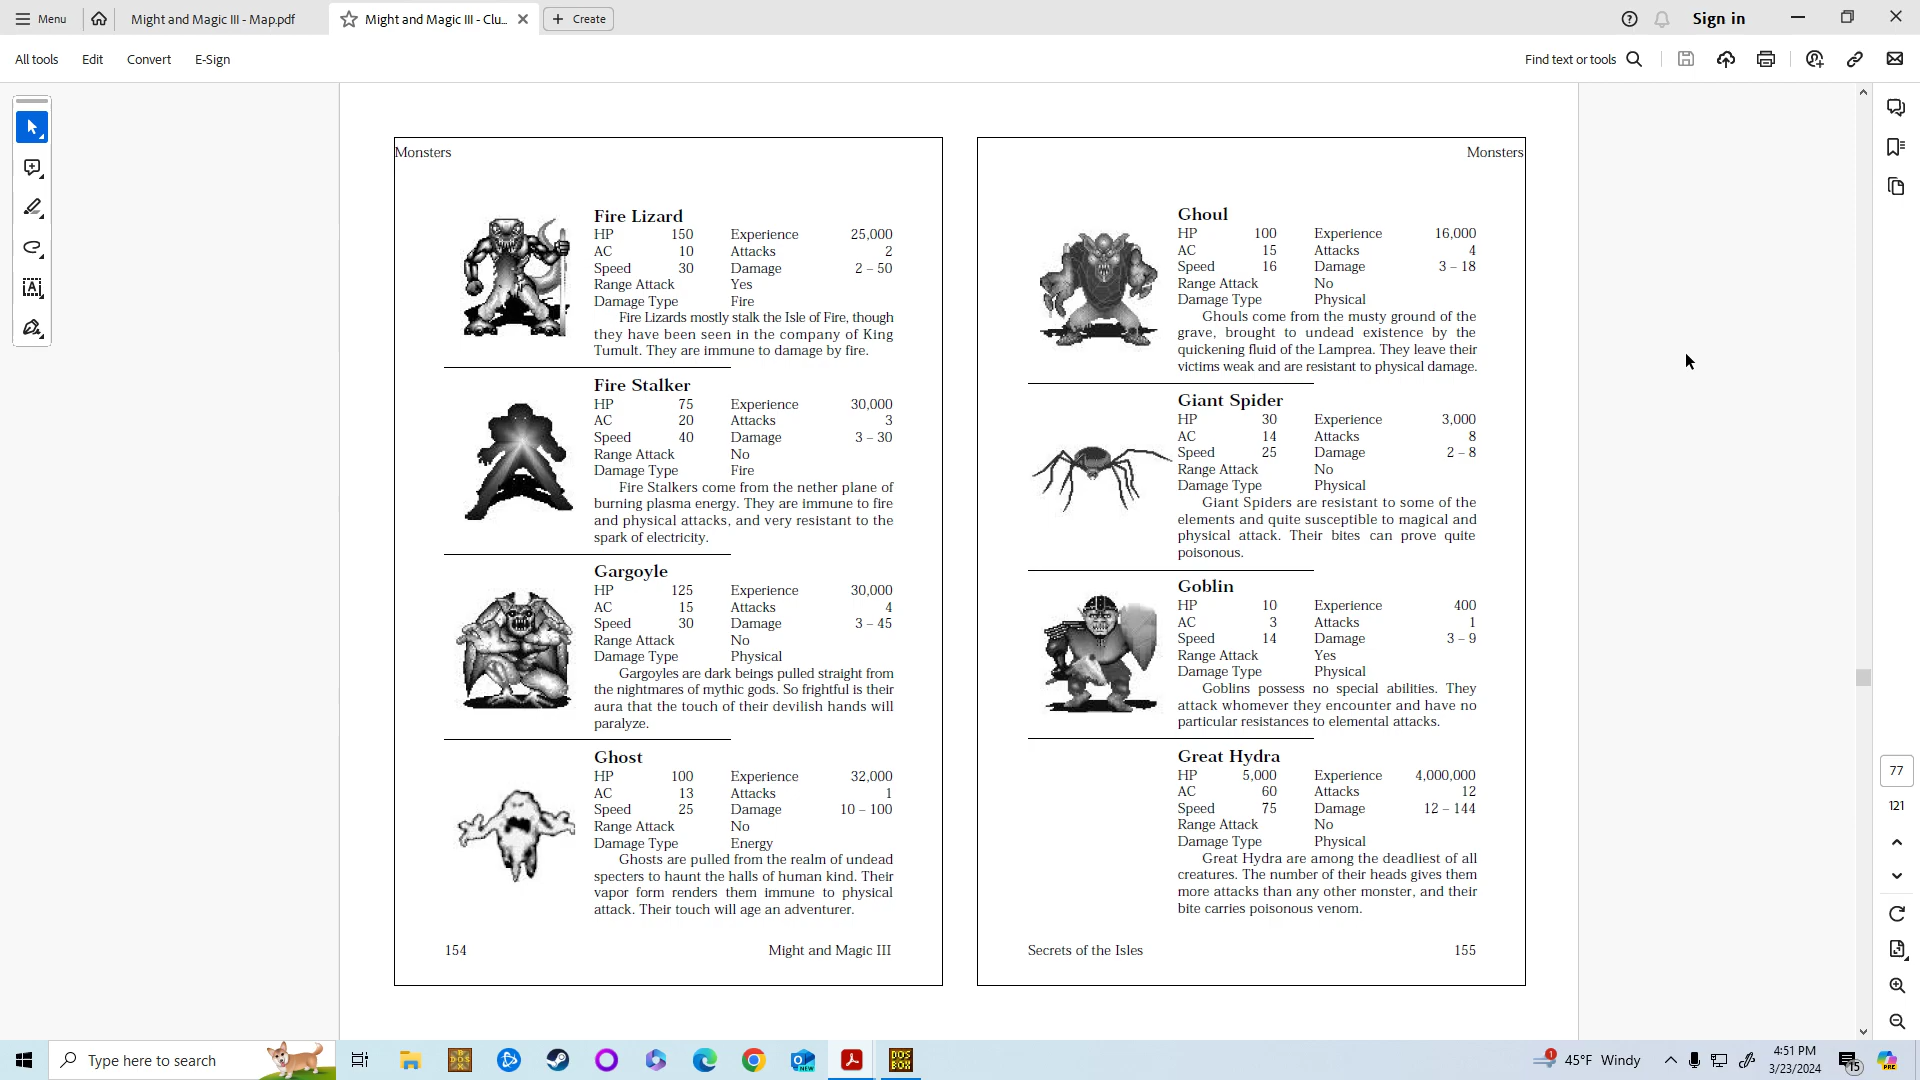 Menu
Might and Magic III - Map.pdf
Might and Magic III - Clu...
Create
Sign in
All tools
Edit
Convert
E-Sign
Find text or tools
Monsters
Fire Lizard
HP 150 Experience 25,000
AC 10 Attacks 2
Speed 30 Damage 2 – 50
Range Attack Yes
Damage Type Fire
Fire Lizards mostly stalk the Isle of Fire, though
they have been seen in the company of King
Tumult. They are immune to damage by fire.
Fire Stalker
HP 75 Experience 30,000
AC 20 Attacks 3
Speed 40 Damage 3 – 30
Range Attack No
Damage Type Fire
Fire Stalkers come from the nether plane of
burning plasma energy. They are immune to fire
and physical attacks, and very resistant to the
spark of electricity.
Gargoyle
HP 125 Experience 30,000
AC 15 Attacks 4
Speed 30 Damage 3 – 45
Range Attack No
Damage Type Physical
Gargoyles are dark beings pulled straight from
the nightmares of mythic gods. So frightful is their
aura that the touch of their devilish hands will
paralyze.
Ghost
HP 100 Experience 32,000
AC 13 Attacks 1
Speed 25 Damage 10 – 100
Range Attack No
Damage Type Energy
Ghosts are pulled from the realm of undead
specters to haunt the halls of human kind. Their
vapor form renders them immune to physical
attack. Their touch will age an adventurer.
154 Might and Magic III
Monsters
Ghoul
HP 100 Experience 16,000
AC 15 Attacks 4
Speed 16 Damage 3 – 18
Range Attack No
Damage Type Physical
Ghouls come from the musty ground of the
grave, brought to undead existence by the
quickening fluid of the Lamprea. They leave their
victims weak and are resistant to physical damage.
Giant Spider
HP 30 Experience 3,000
AC 14 Attacks 8
Speed 25 Damage 2 – 8
Range Attack No
Damage Type Physical
Giant Spiders are resistant to some of the
elements and quite susceptible to magical and
physical attack. Their bites can prove quite
poisonous.
Goblin
HP 10 Experience 400
AC 3 Attacks 1
Speed 14 Damage 3 – 9
Range Attack Yes
Damage Type Physical
Goblins possess no special abilities. They
attack whomever they encounter and have no
particular resistances to elemental attacks.
Great Hydra
HP 5,000 Experience 4,000,000
AC 60 Attacks 12
Speed 75 Damage 12 – 144
Range Attack No
Damage Type Physical
Great Hydra are among the deadliest of all
creatures. The number of their heads gives them
more attacks than any other monster, and their
bite carries poisonous venom.
Secrets of the Isles 155
77
121
Type here to search
DOS
DOS
BOX
NEW
1
45°F Windy
4:51 PM
3/23/2024
15
PRE